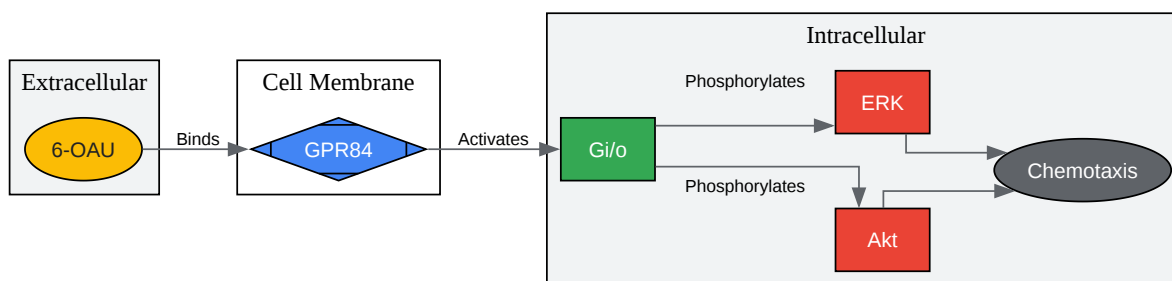 Extracellular
6-OAU
Binds
Cell Membrane
GPR84
Activates
Intracellular
Gi/o
Phosphorylates
ERK
Phosphorylates
Akt
Chemotaxis